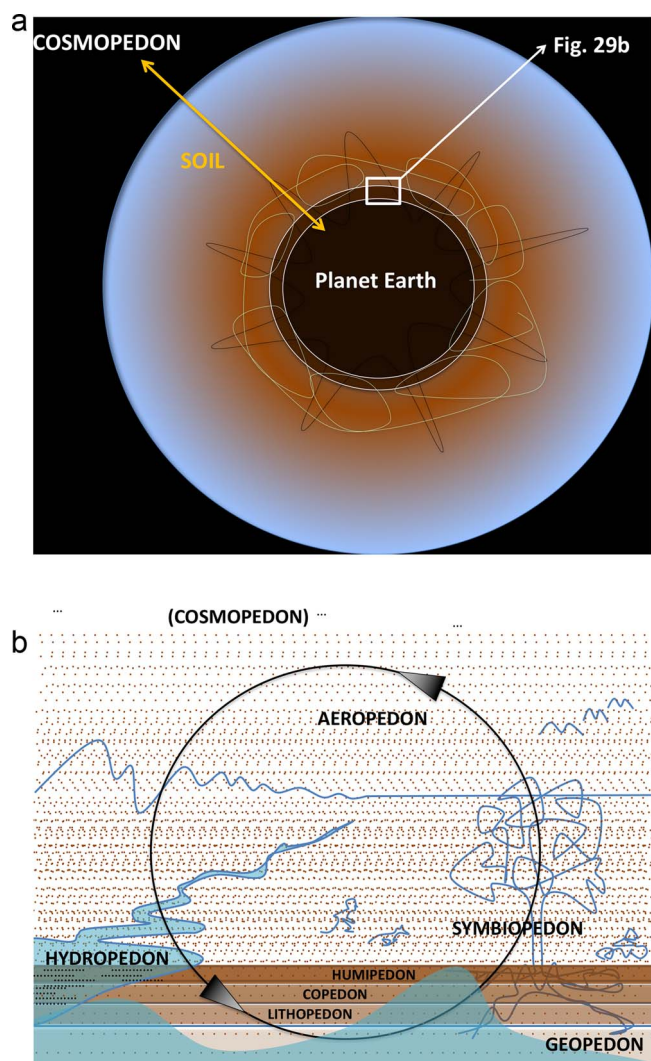 a
COSMOPEDON
Fig. 29b
SOIL
Planet Earth
... (COSMOPEDON) ...
...
b
AEROPEDON
SYMBIOPEDON
HYDROPEDON
HUMIPEDON
COPEDON
LITHOPEDON
GEOPEDON